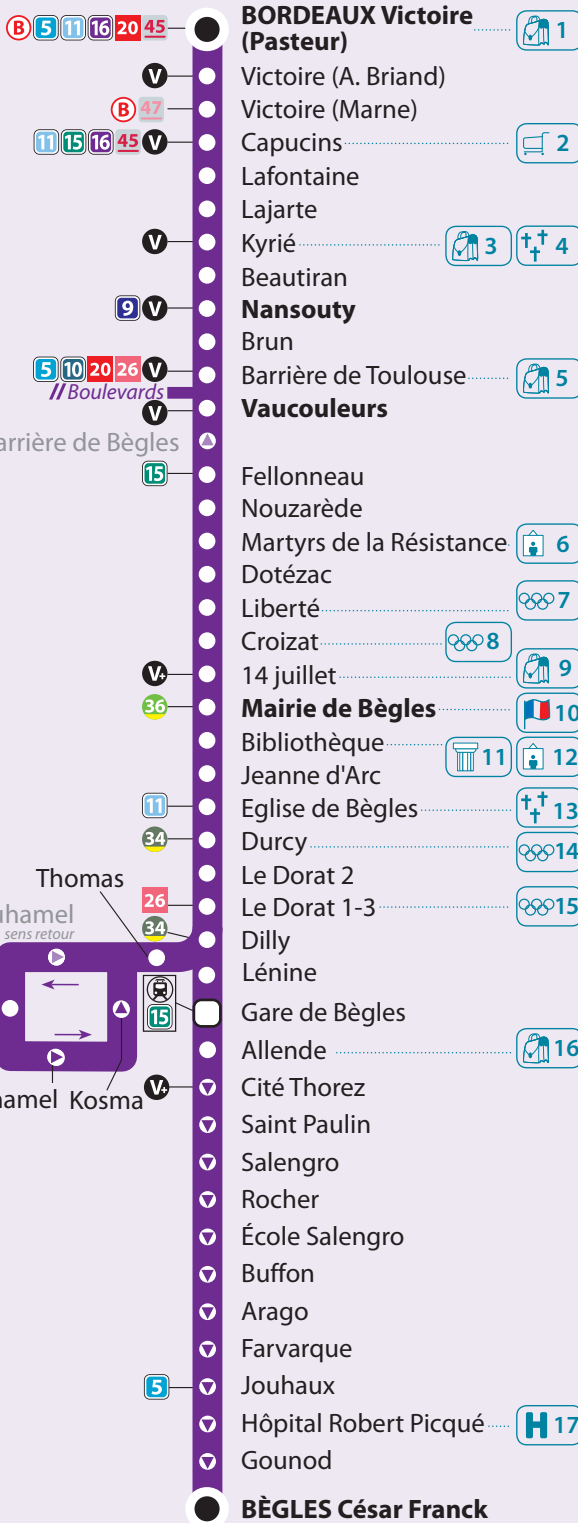 B 5 11 16 20 45 BORDEAUX Victoire 1
(Pasteur)
V Victoire (A. Briand)
B 47 Victoire (Marne)
11 15 16 45 V Capucins 2
Lafontaine
Lajarte
V Kyrié 3 4
Beautiran
9 V Nansouty
Brun
5 10 20 26 V Barrière de Toulouse 5
// Boulevards
V Vaucouleurs
arrière de Bègles
15 Fellonneau
Nouzarède
Martyrs de la Résistance 6
Dotézac
Liberté 7
Croizat 8
V+ 14 juillet 9
36 Mairie de Bègles 10
Bibliothèque 11 12
Jeanne d'Arc
11 Eglise de Bègles 13
34 Durcy 14
Thomas Le Dorat 2
26 Le Dorat 1-3 15
uhamel
sens retour
34 Dilly
Lénine
15 Gare de Bègles
Allende 16
amel Kosma V+ Cité Thorez
Saint Paulin
Salengro
Rocher
École Salengro
Buffon
Arago
Farvarque
5 Jouhaux
Hôpital Robert Picqué H 17
Gounod
BÈGLES César Franck